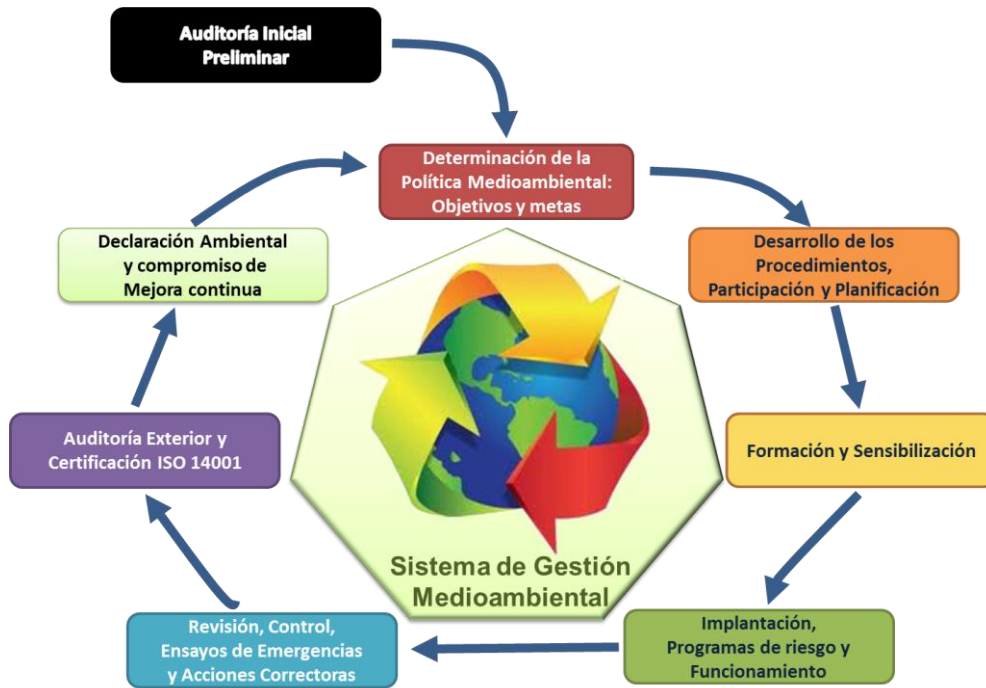 Auditoría Inicial
Preliminar
Determinación de la
Política Medioambiental:
Objetivos y metas
Desarrollo de los
Procedimientos,
Participación y Planificación
Formación y Sensibilización
Implantación,
Programas de riesgo y
Funcionamiento
Revisión, Control,
Ensayos de Emergencias
y Acciones Correctoras
Auditoría Exterior y
Certificación ISO 14001
Declaración Ambiental
y compromiso de
Mejora continua
Sistema de Gestión
Medioambiental